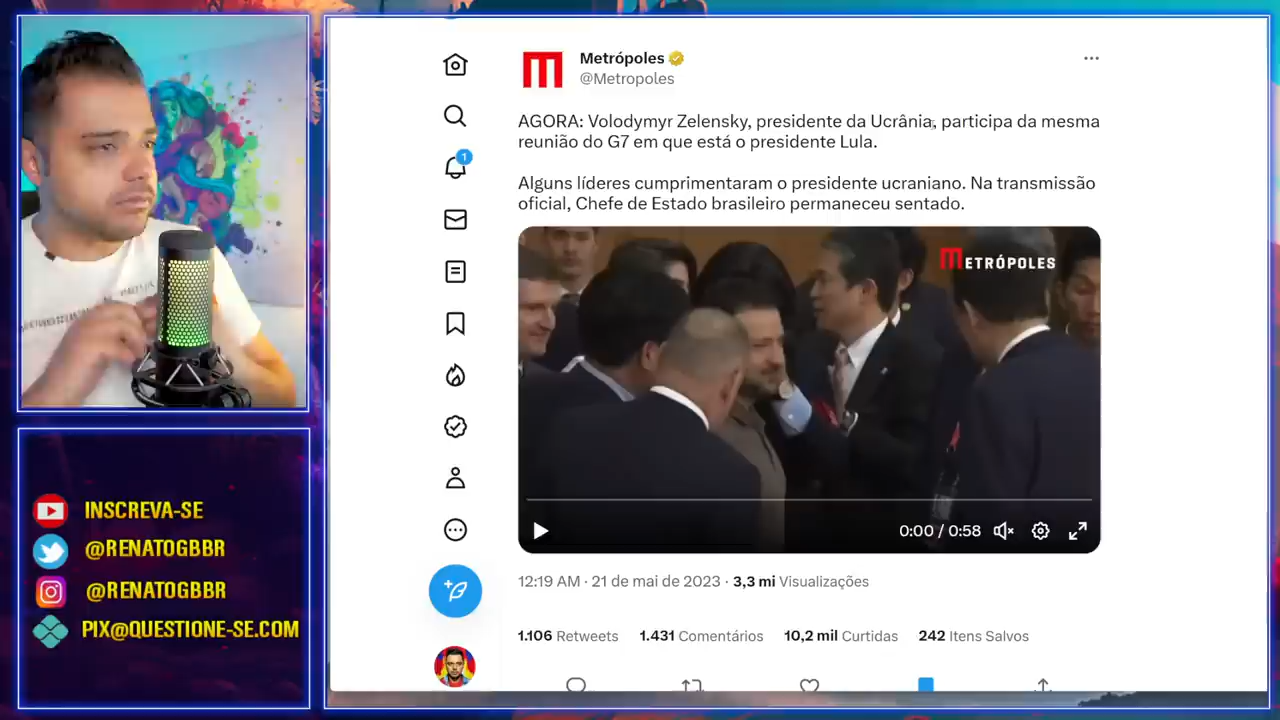 Metrópoles
@Metropoles
AGORA: Volodymyr Zelensky, presidente da Ucrânia, participa da mesma
reunião do G7 em que está o presidente Lula.
Alguns líderes cumprimentaram o presidente ucraniano. Na transmissão
oficial, Chefe de Estado brasileiro permaneceu sentado.
METRÓPOLES
0:00 / 0:58
12:19 AM · 21 de mai de 2023 · 3,3 mi Visualizações
1.106 Retweets 1.431 Comentários 10,2 mil Curtidas 242 Itens Salvos
1
INSCREVA-SE
@RENATOGBBR
@RENATOGBBR
PIX@QUESTIONE-SE.COM